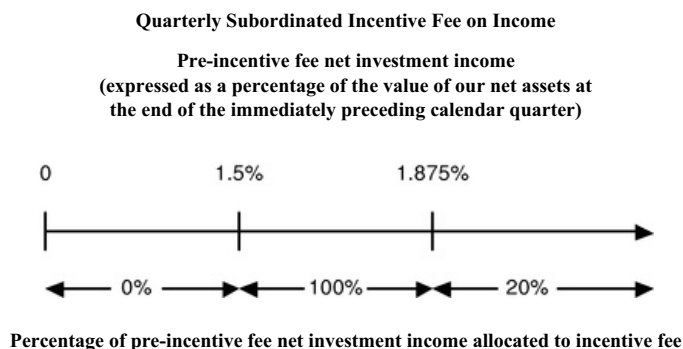 Quarterly Subordinated Incentive Fee on Income
Pre-incentive fee net investment income
(expressed as a percentage of the value of our net assets at
the end of the immediately preceding calendar quarter)
0 1.5% 1.875%
0% 100% 20%
Percentage of pre-incentive fee net investment income allocated to incentive fee